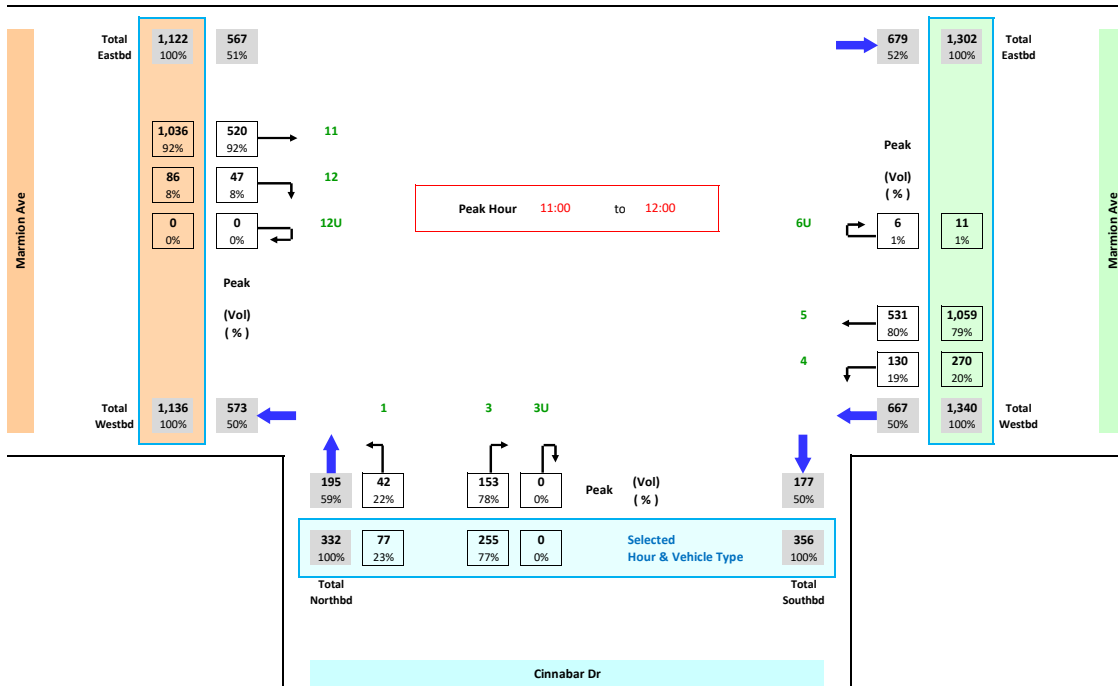 Total 1,122 567 679 1,302 Total
Eastbd 100% 51% 52% 100% Eastbd
1,036 520 11
92% 92%
Peak
86 47 12 (Vol)
8% 8% ( % )
Peak Hour 11:00 to 12:00
0 0 12U 6U 6 11
0% 0% 1% 1%
Marmion Ave
Marmion Ave
Peak
(Vol) 5 531 1,059
( % ) 80% 79%
4 130 270
19% 20%
Total 1,136 573 1 3 3U 667 1,340 Total
Westbd 100% 50% 50% 100% Westbd
195 42 153 0 Peak (Vol) 177
59% 22% 78% 0% ( % ) 50%
332 77 255 0 Selected 356
100% 23% 77% 0% Hour & Vehicle Type 100%
Total Total
Northbd Southbd
Cinnabar Dr